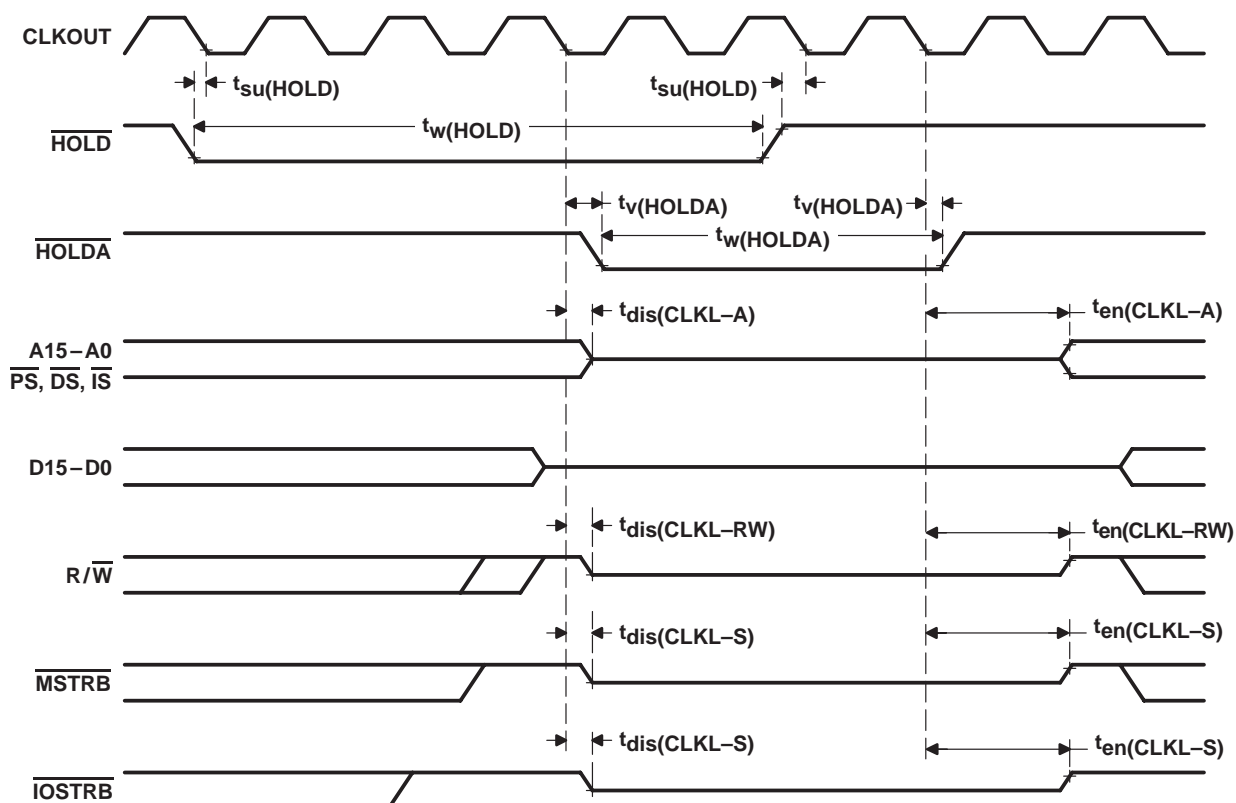 CLKOUT
tsu(HOLD)
tsu(HOLD)
HOLD
tw(HOLD)
tv(HOLDA)
tv(HOLDA)
HOLDA
tw(HOLDA)
tdis(CLKL–A)
ten(CLKL–A)
A15–A0
PS, DS, IS
D15–D0
tdis(CLKL–RW)
ten(CLKL–RW)
R/W
tdis(CLKL–S)
ten(CLKL–S)
MSTRB
tdis(CLKL–S)
ten(CLKL–S)
IOSTRB